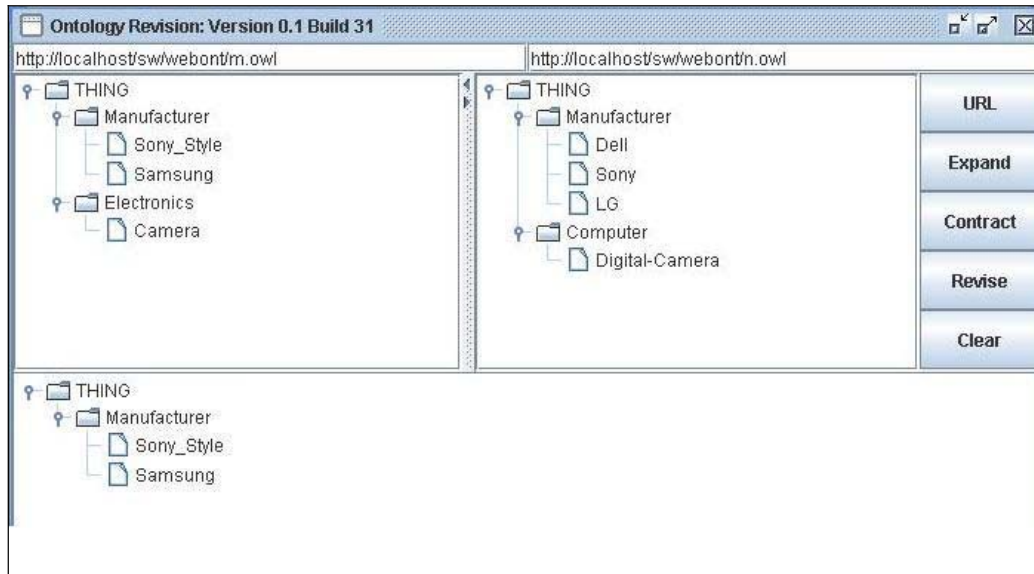 Ontology Revision: Version 0.1 Build 31
http://localhost/sw/webont/m.owl
http://localhost/sw/webont/n.owl
THING
Manufacturer
Sony_Style
Samsung
Electronics
Camera
THING
Manufacturer
Dell
Sony
LG
Computer
Digital-Camera
URL
Expand
Contract
Revise
Clear
THING
Manufacturer
Sony_Style
Samsung